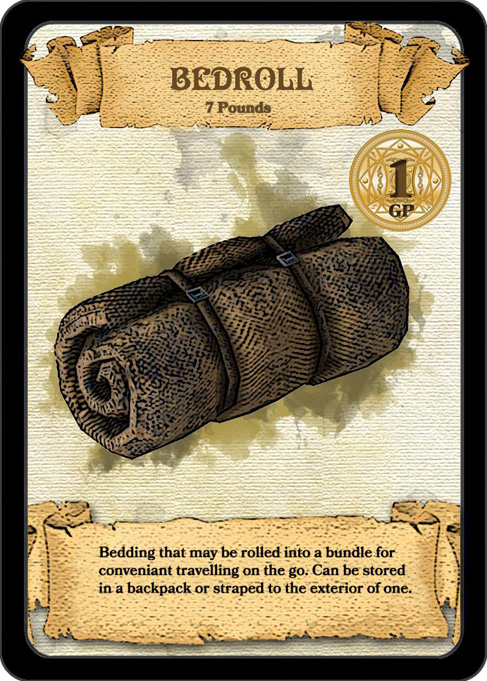 BEDROLL
7 Pounds
1
GP
Bedding that may be rolled into a bundle for
conveniant travelling on the go. Can be stored
in a backpack or straped to the exterior of one.